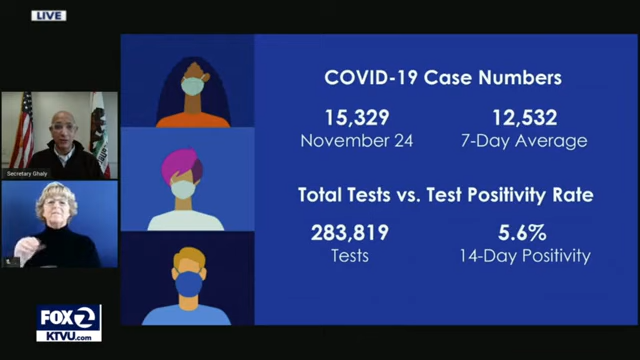 LIVE
COVID-19 Case Numbers
15,329 12,532
November 24 7-Day Average
Total Tests vs. Test Positivity Rate
283,819 5.6%
Tests 14-Day Positivity
Secretary Ghaly
FOX 2
KTVU.com